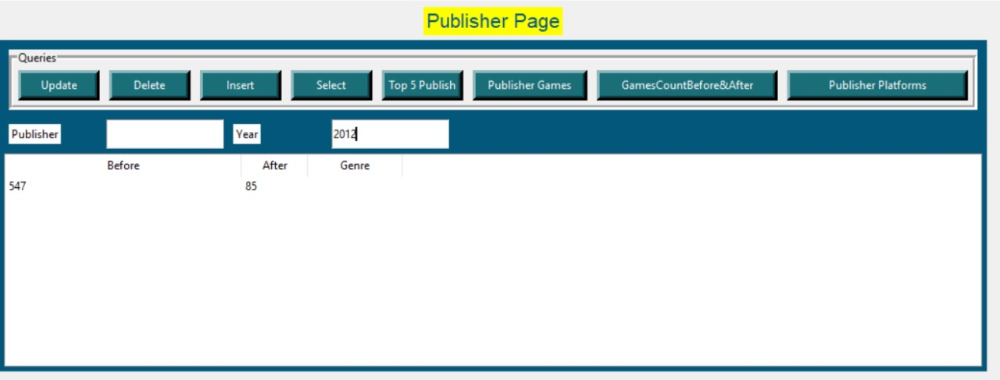 Publisher Page
Queries
Update Delete Insert Select Top 5 Publish Publisher Games GamesCountBefore&After Publisher Platforms
Publisher Year 2012
Before After Genre
547 85